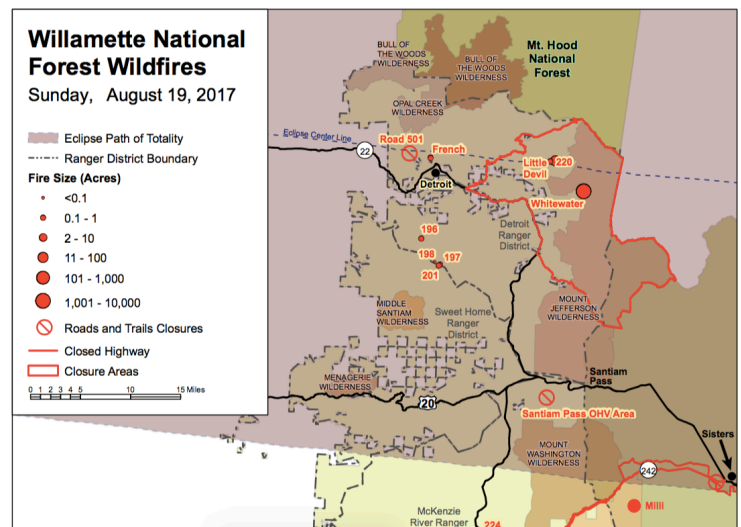 Willamette National
Forest Wildfires
Sunday, August 19, 2017
Eclipse Path of Totality
Ranger District Boundary
Fire Size (Acres)
<0.1
0.1 - 1
2 - 10
11 - 100
101 - 1,000
1,001 - 10,000
Roads and Trails Closures
Closed Highway
Closure Areas
0 1 2 3 4 5 10 15 Miles
BULL OF
THE WOODS
WILDERNESS
BULL OF
THE WOODS
WILDERNESS
Mt. Hood
National
Forest
OPAL CREEK
WILDERNESS
Eclipse Center Line
22
Road 501
French
Detroit
Little
Devil
220
Whitewater
196
198
197
201
Detroit
Ranger
District
MIDDLE
SANTIAM
WILDERNESS
Sweet Home
Ranger
District
MOUNT
JEFFERSON
WILDERNESS
MENAGERIE
WILDERNESS
Santiam
Pass
20
Santiam Pass OHV Area
Sisters
MOUNT
WASHINGTON
WILDERNESS
242
Milli
McKenzie
River Ranger
224